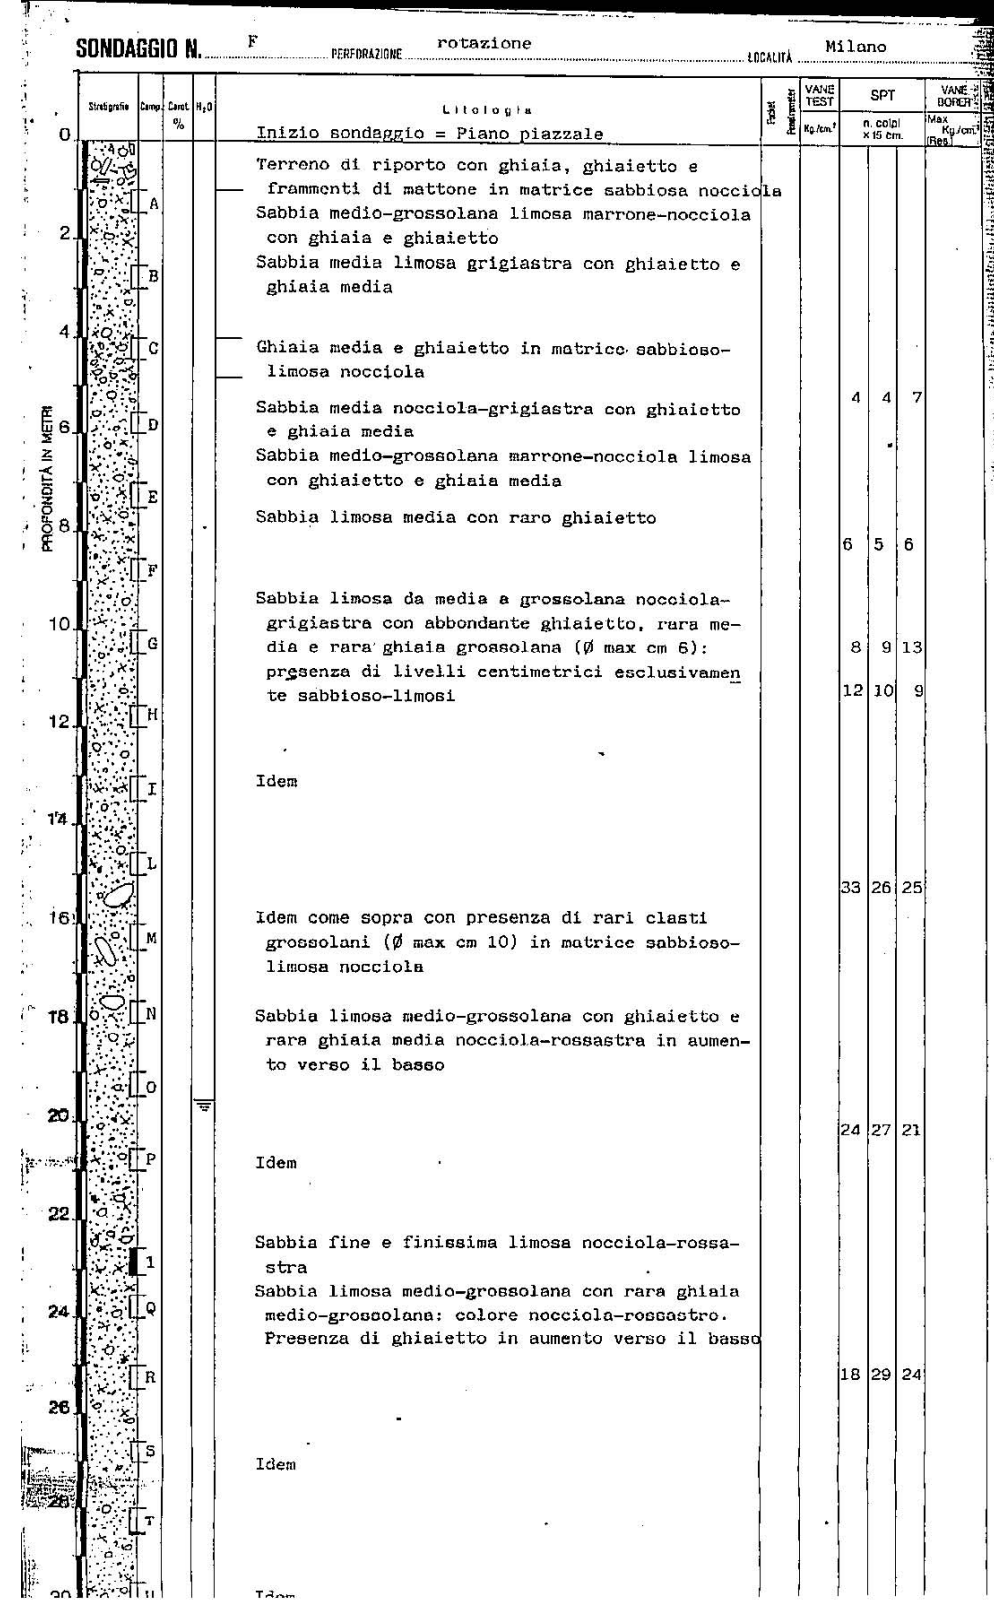 SONDAGGIO N. F PERFORAZIONE rotazione LOCALITÀ Milano
Stratigrafia Camp. Carot. % H2O Litologia Pocket Penetrometer VANE TEST Kg./cm.² SPT n. colpi x 15 cm. VANE BORER Max Kg./cm.² (Res.)
0 Inizio sondaggio = Piano piazzale
Terreno di riporto con ghiaia, ghiaietto e
frammenti di mattone in matrice sabbiosa nocciola
A Sabbia medio-grossolana limosa marrone-nocciola
2 con ghiaia e ghiaietto
B Sabbia media limosa grigiastra con ghiaietto e
ghiaia media
4
C Ghiaia media e ghiaietto in matrice sabbioso-
limosa nocciola
4 4 7
Sabbia media nocciola-grigiastra con ghiaietto
PROFONDITÀ IN METRI
6 D e ghiaia media
Sabbia medio-grossolana marrone-nocciola limosa
con ghiaietto e ghiaia media
E
8 Sabbia limosa media con raro ghiaietto
6 5 6
F
Sabbia limosa da media a grossolana nocciola-
10 grigiastra con abbondante ghiaietto, rara me-
G dia e rara ghiaia grossolana (Ø max cm 6): 8 9 13
presenza di livelli centimetrici esclusivamen
te sabbioso-limosi 12 10 9
12 H
I Idem
14
L
33 26 25
16 Idem come sopra con presenza di rari clasti
M grossolani (Ø max cm 10) in matrice sabbioso-
limosa nocciola
18 N Sabbia limosa medio-grossolana con ghiaietto e
rara ghiaia media nocciola-rossastra in aumen-
to verso il basso
O
20
24 27 21
P Idem
22
Sabbia fine e finissima limosa nocciola-rossa-
1 stra
Sabbia limosa medio-grossolana con rara ghiaia
24 Q medio-grossolana: colore nocciola-rossastro.
Presenza di ghiaietto in aumento verso il basso
R 18 29 24
26
S Idem
28
T
30 U Idem